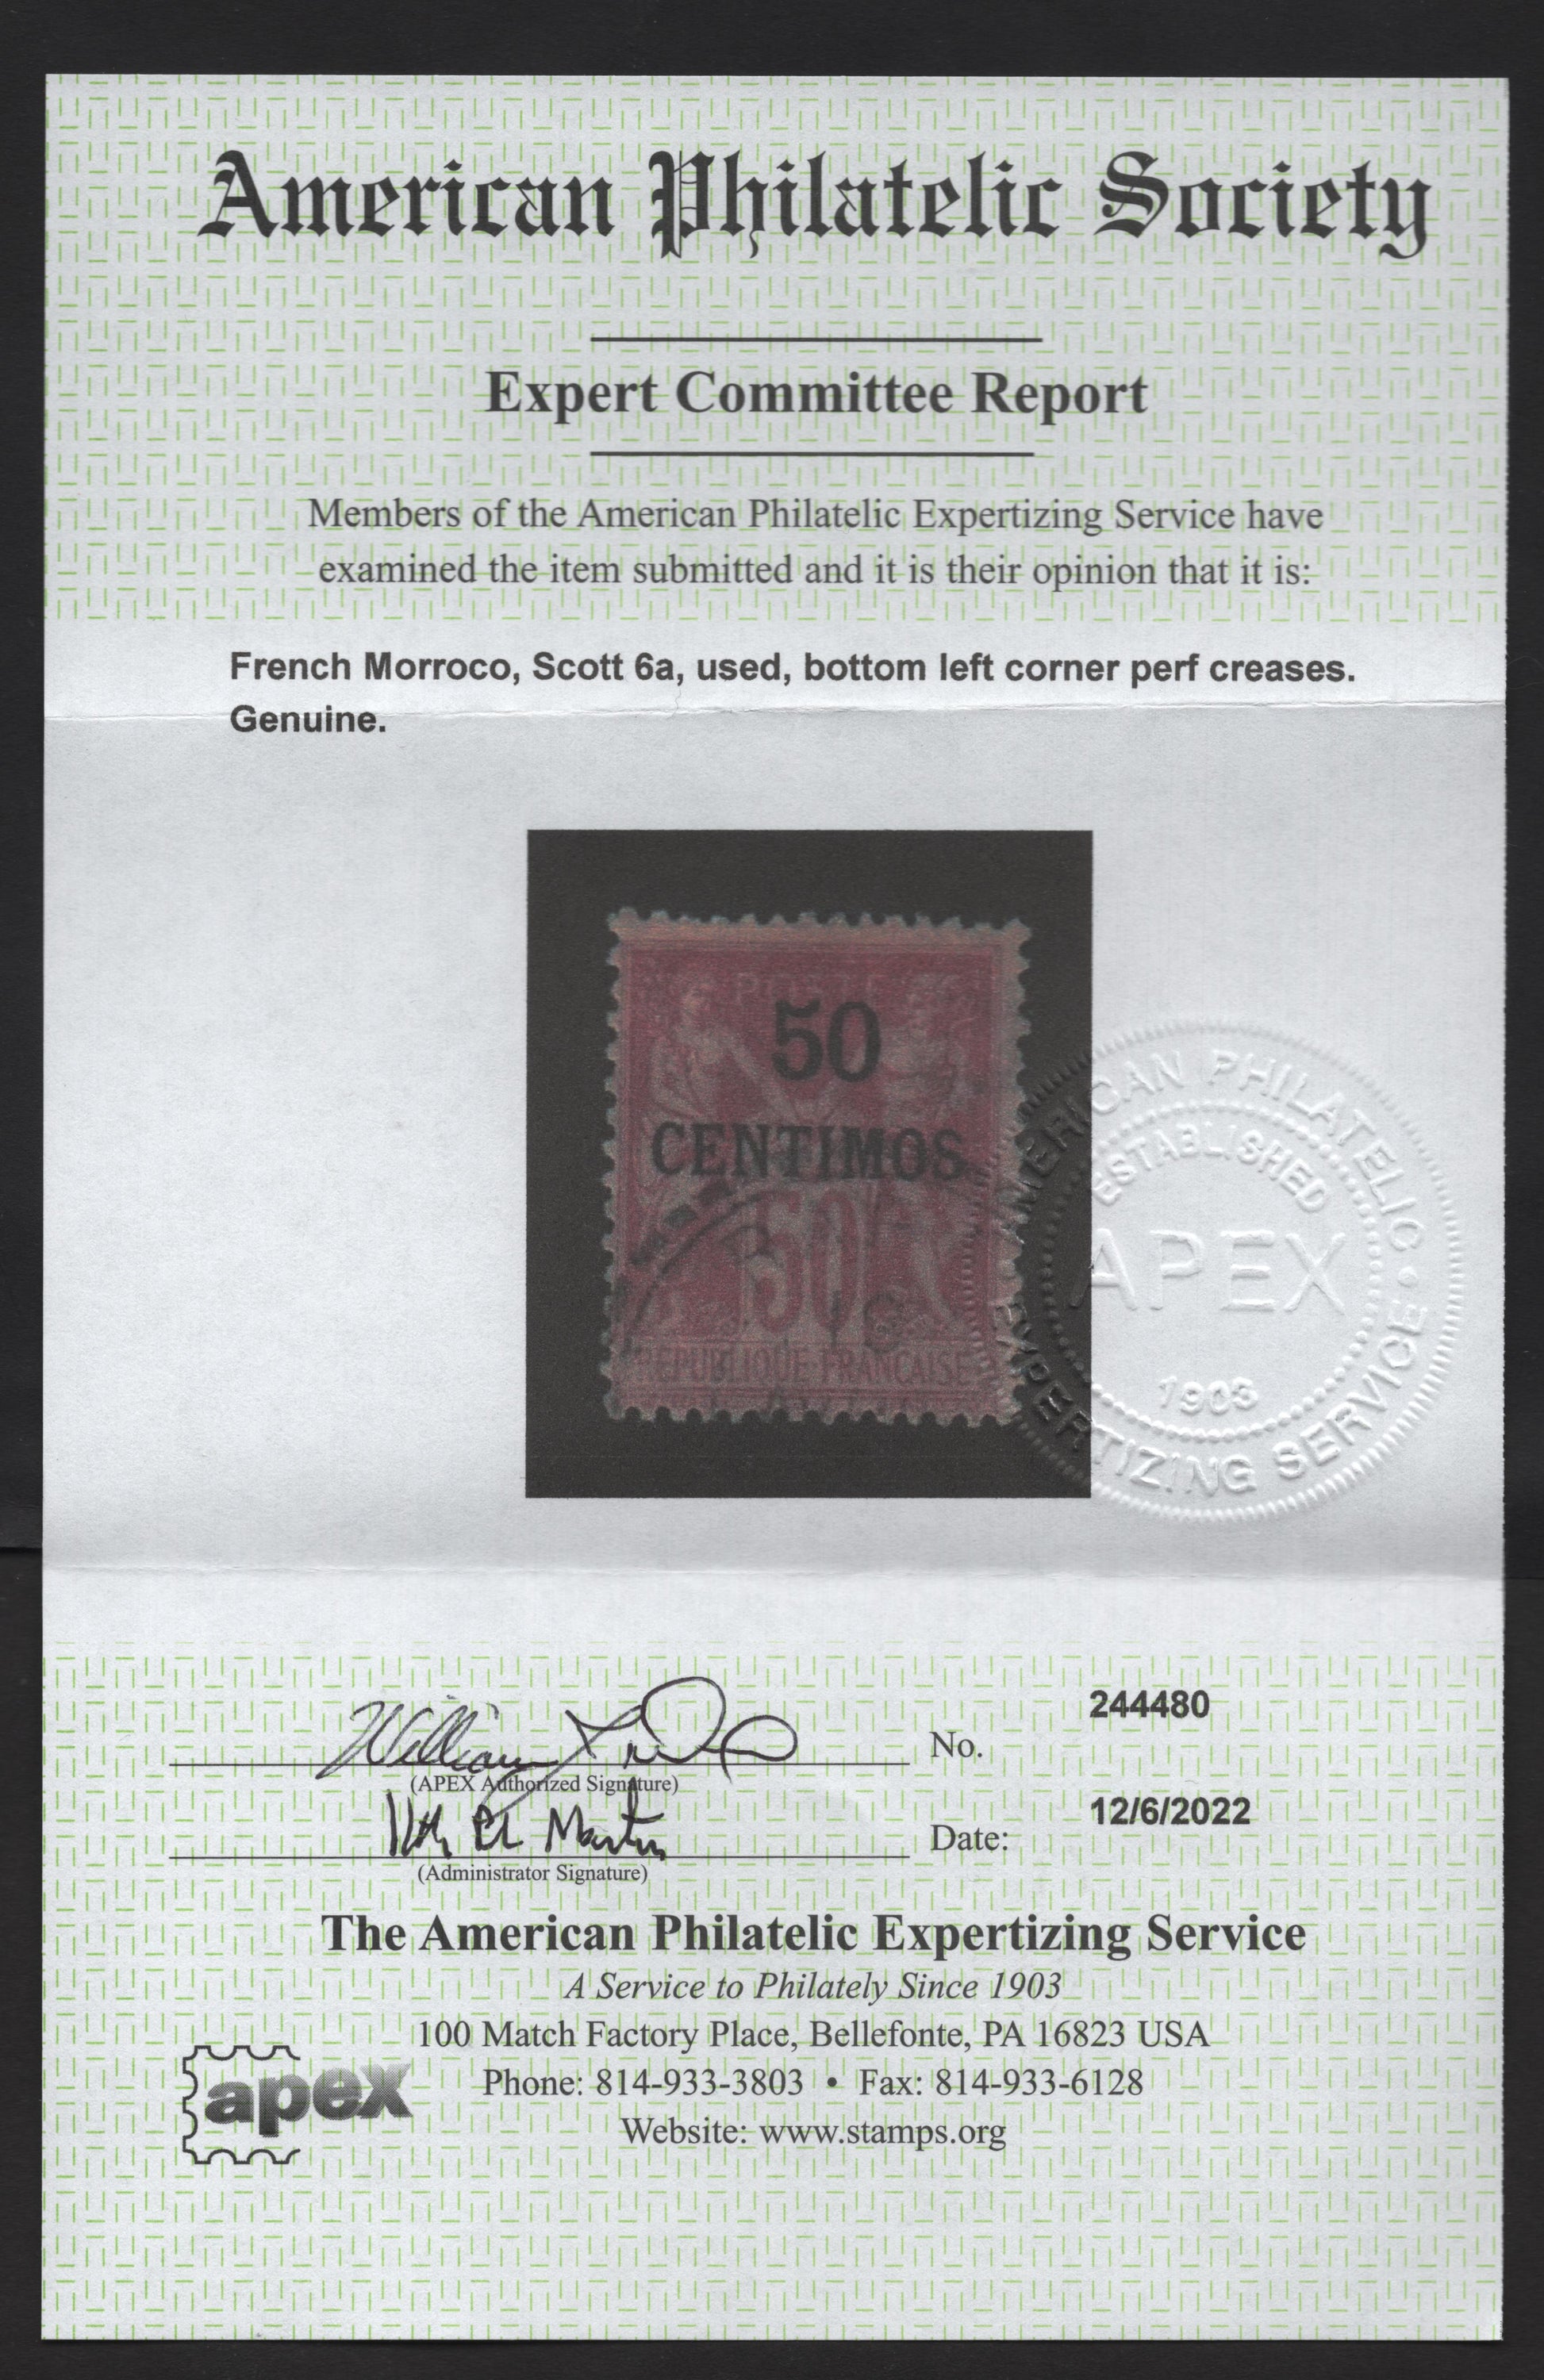 American Philatelic Society
Expert Committee Report
Members of the American Philatelic Expertizing Service have
examined the item submitted and it is their opinion that it is:
French Morroco, Scott 6a, used, bottom left corner perf creases.
Genuine.
50
CENTIMOS
50
REPUBLIQUE FRANCAISE
AMERICAN PHILATELIC
ESTABLISHED
APEX
1903
EXPERTIZING SERVICE
244480
No.
(APEX Authorized Signature)
12/6/2022
Date:
(Administrator Signature)
The American Philatelic Expertizing Service
A Service to Philately Since 1903
100 Match Factory Place, Bellefonte, PA 16823 USA
apex
Phone: 814-933-3803 • Fax: 814-933-6128
Website: www.stamps.org